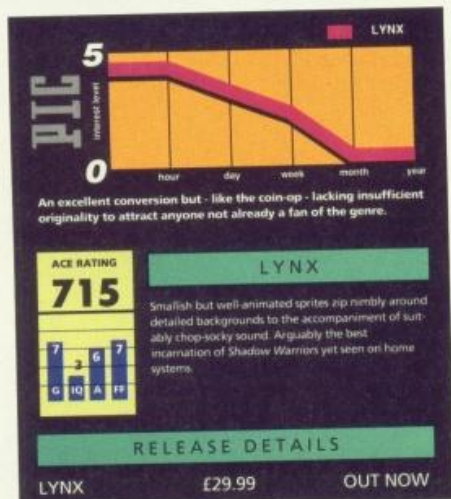 LYNX
PIC
interest level
5
0
hour day week month year
An excellent conversion but - like the coin-op - lacking insufficient
originality to attract anyone not already a fan of the genre.
ACE RATING
715
7 3 6 7
G IQ A FF
LYNX
Smallish but well-animated sprites zip nimbly around
detailed backgrounds to the accompaniment of suit-
ably chop-socky sound. Arguably the best
incarnation of Shadow Warriors yet seen on home
systems.
RELEASE DETAILS
LYNX £29.99 OUT NOW